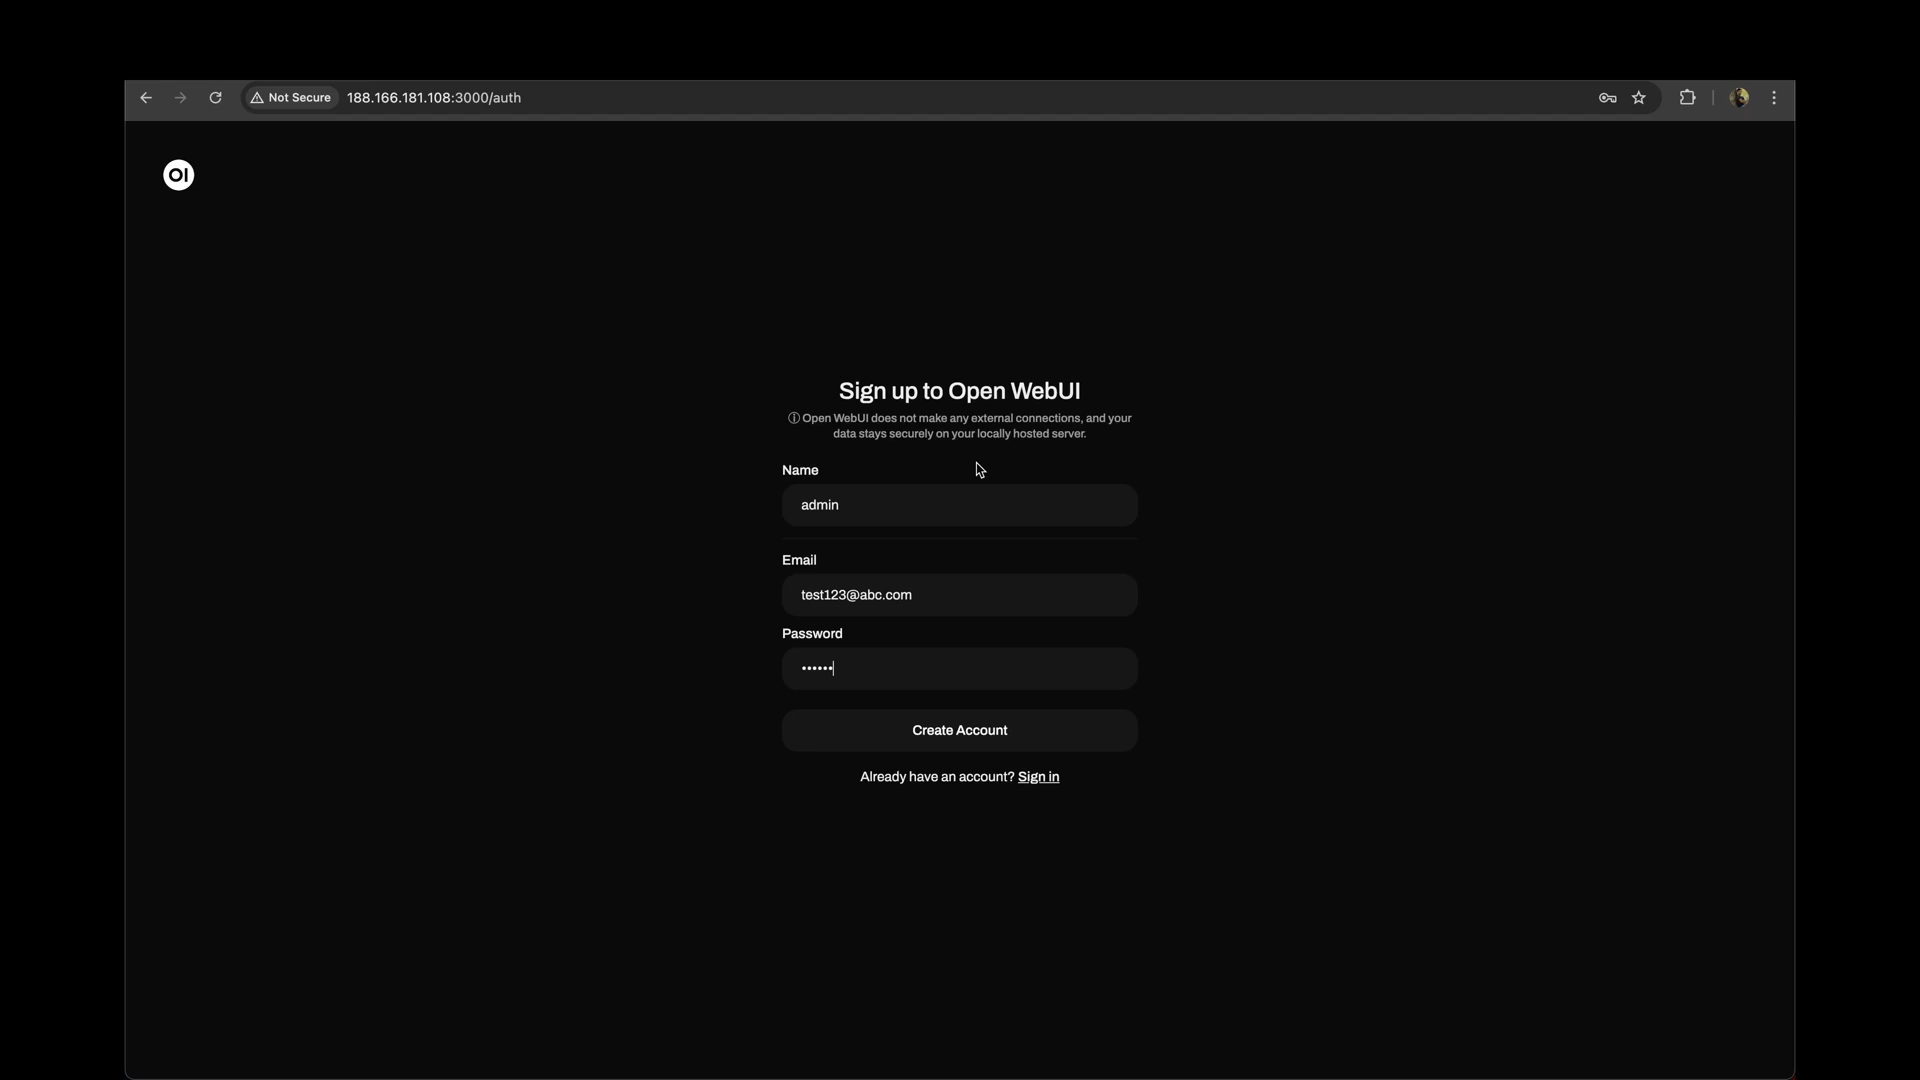 Not Secure 188.166.181.108:3000/auth
OI
Sign up to Open WebUI
ⓘ Open WebUI does not make any external connections, and your
data stays securely on your locally hosted server.
Name
admin
Email
test123@abc.com
Password
••••••
Create Account
Already have an account? Sign in